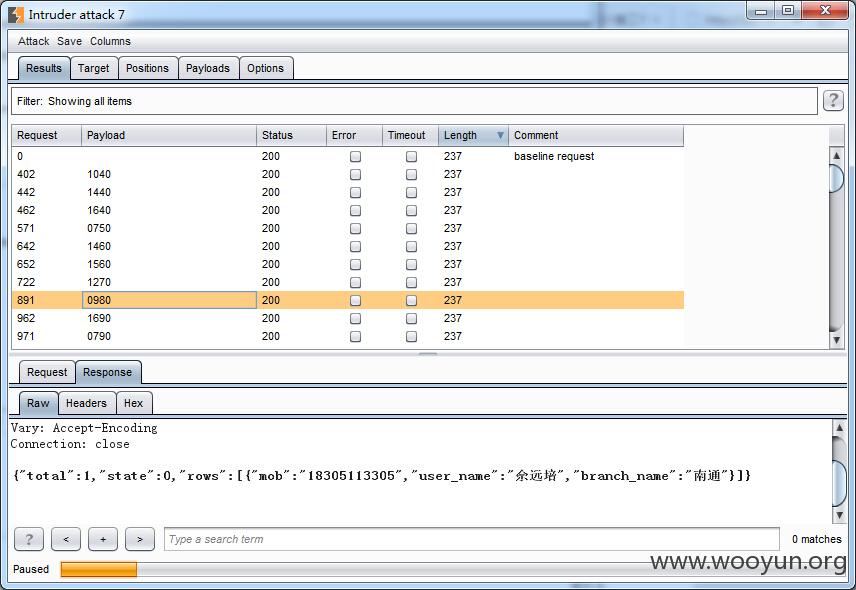 Intruder attack 7
Attack Save Columns
Results Target Positions Payloads Options
Filter: Showing all items ?
Request Payload Status Error Timeout Length Comment
0 200 237 baseline request
402 1040 200 237
442 1440 200 237
462 1640 200 237
571 0750 200 237
642 1460 200 237
652 1560 200 237
722 1270 200 237
891 0980 200 237
962 1690 200 237
971 0790 200 237
Request Response
Raw Headers Hex
Vary: Accept-Encoding
Connection: close
{"total":1,"state":0,"rows":[{"mob":"18305113305","user_name":"余远培","branch_name":"南通"}]}
? < + > Type a search term 0 matches
www.wooyun.org
Paused